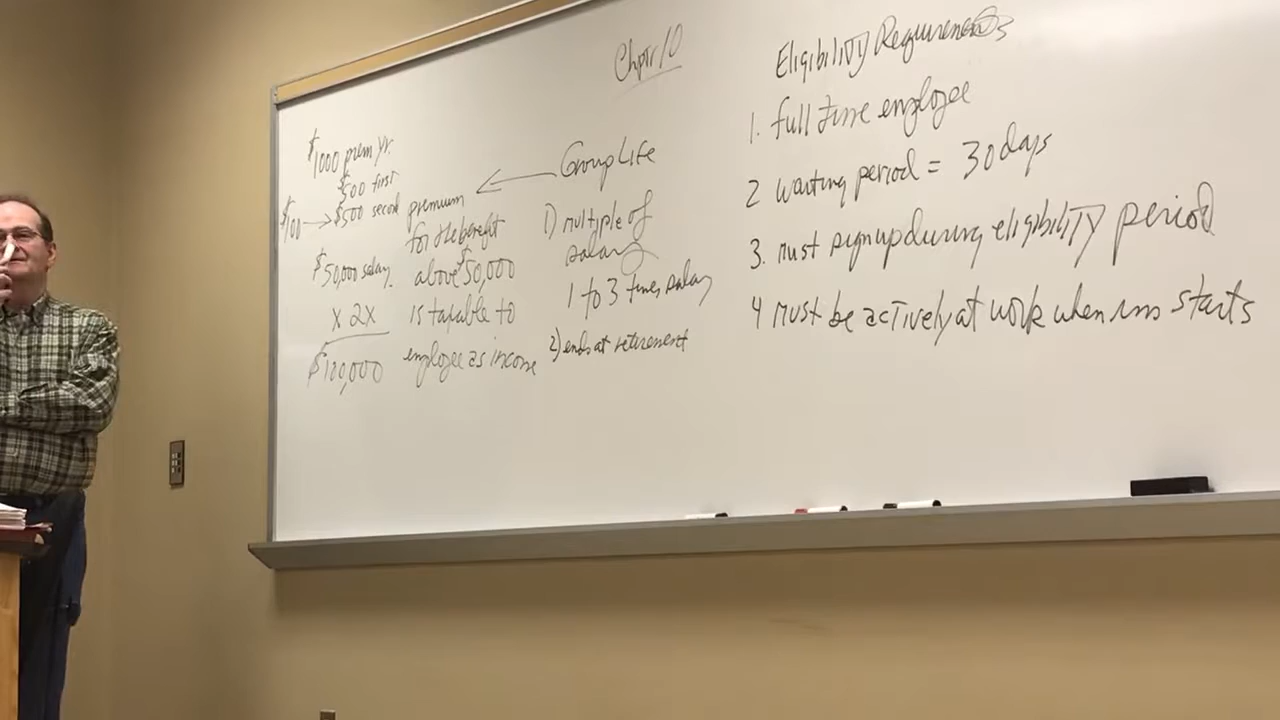 Chptr 10
$1000 prem yr.
$500 first
$500 second
$50,000 salary.
x 2x
$100,000
premium
for the benefit
above $50,000
is taxable to
employee as income
Group Life
1) multiple of
salary
1 to 3 times salary
2) ends at retirement
Eligibility Requirements
1. full time employee
2 waiting period = 30 days
3. must sign up during eligibility period
4 must be actively at work when ins starts